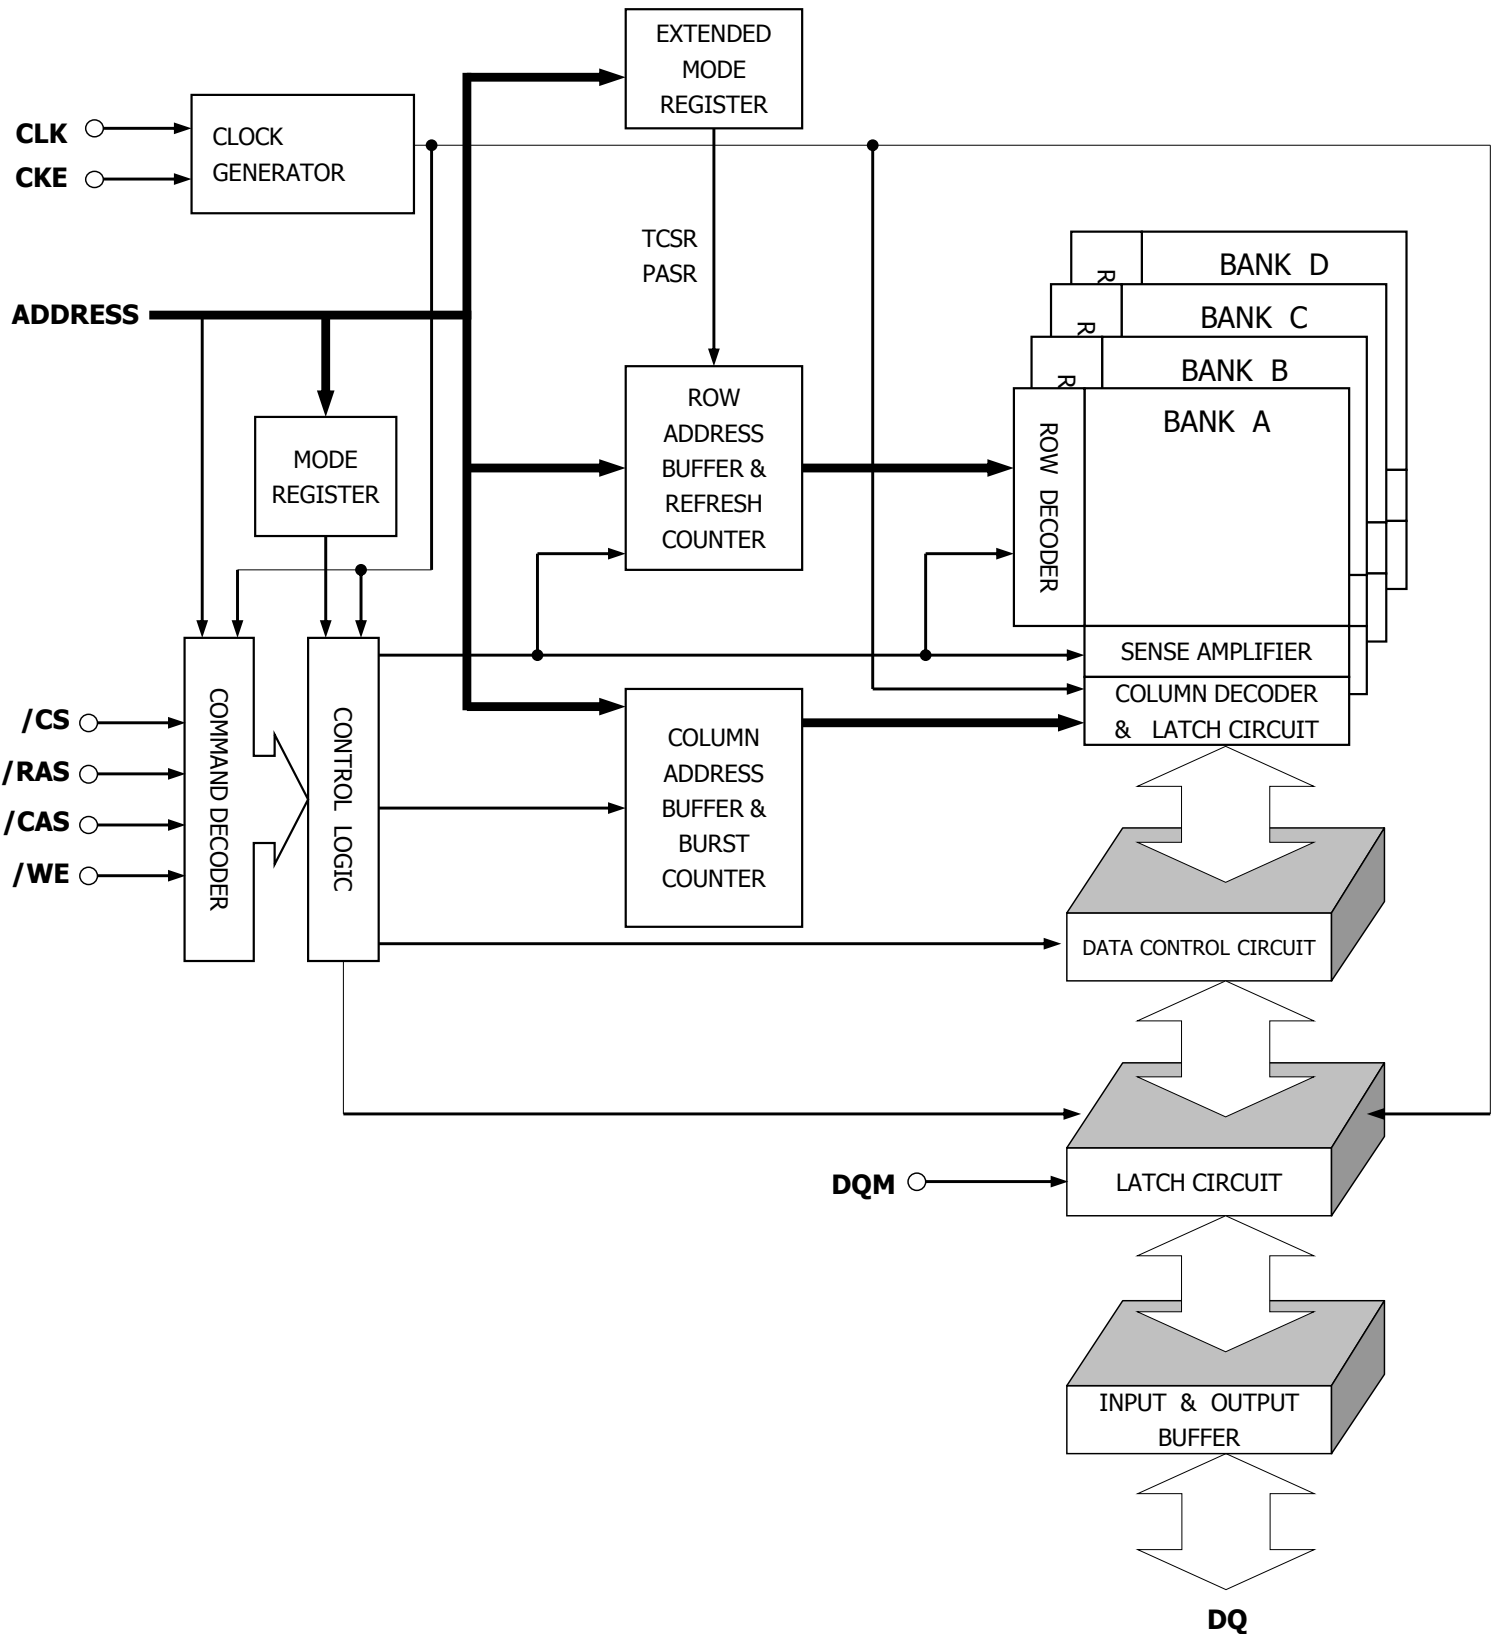 EXTENDED
MODE
REGISTER
CLK
CKE
CLOCK
GENERATOR
TCSR
PASR
ADDRESS
BANK D
R
BANK C
R
BANK B
R
BANK A
ROW DECODER
MODE
REGISTER
ROW
ADDRESS
BUFFER &
REFRESH
COUNTER
SENSE AMPLIFIER
COLUMN DECODER
& LATCH CIRCUIT
/CS
/RAS
/CAS
/WE
COMMAND DECODER
CONTROL LOGIC
COLUMN
ADDRESS
BUFFER &
BURST
COUNTER
DATA CONTROL CIRCUIT
DQM
LATCH CIRCUIT
INPUT & OUTPUT
BUFFER
DQ